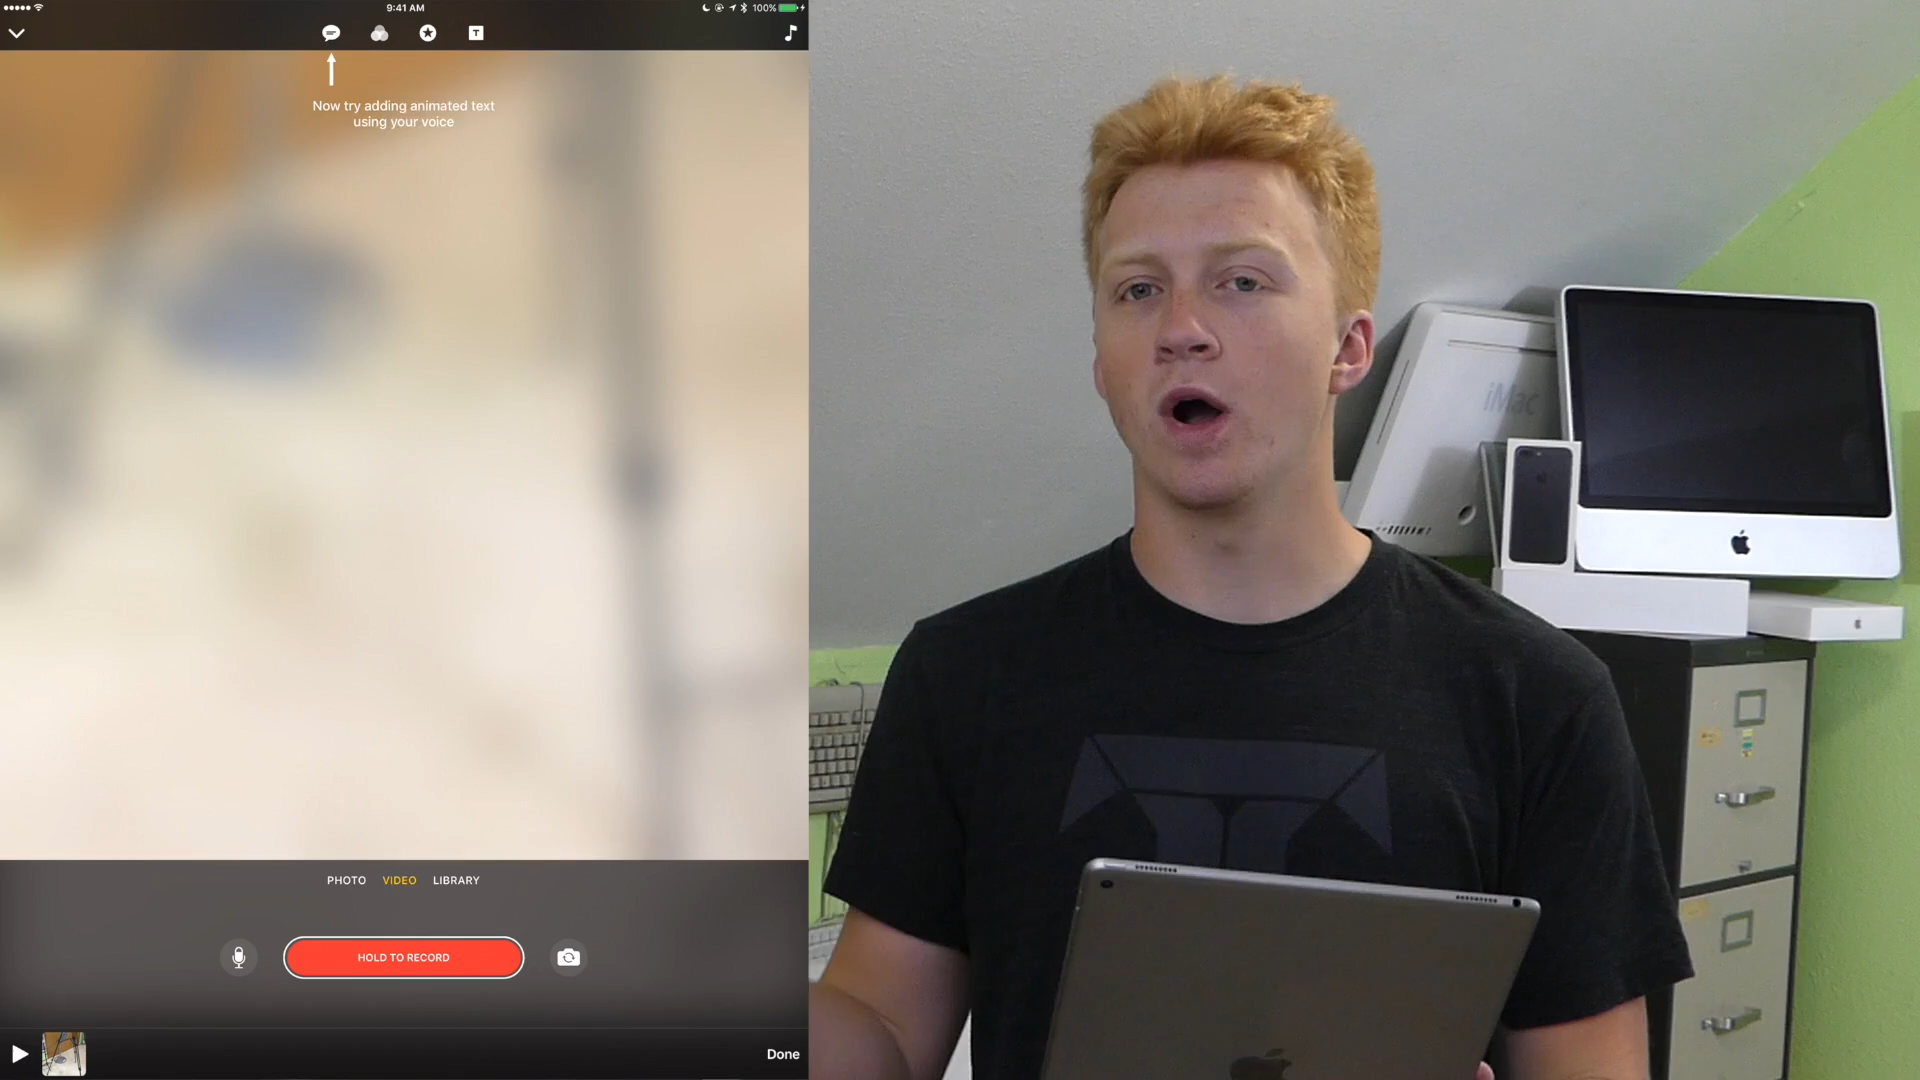 9:41 AM
100%
T
Now try adding animated text
using your voice
PHOTO VIDEO LIBRARY
HOLD TO RECORD
Done
iMac